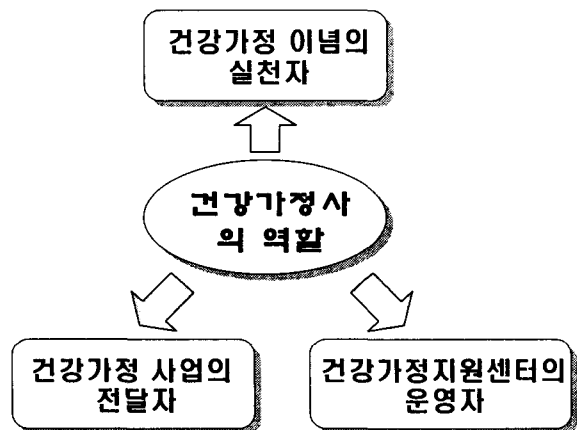 건강가정 이념의
실천자
건강가정사
의 역할
건강가정 사업의
전달자
건강가정지원센터의
운영자